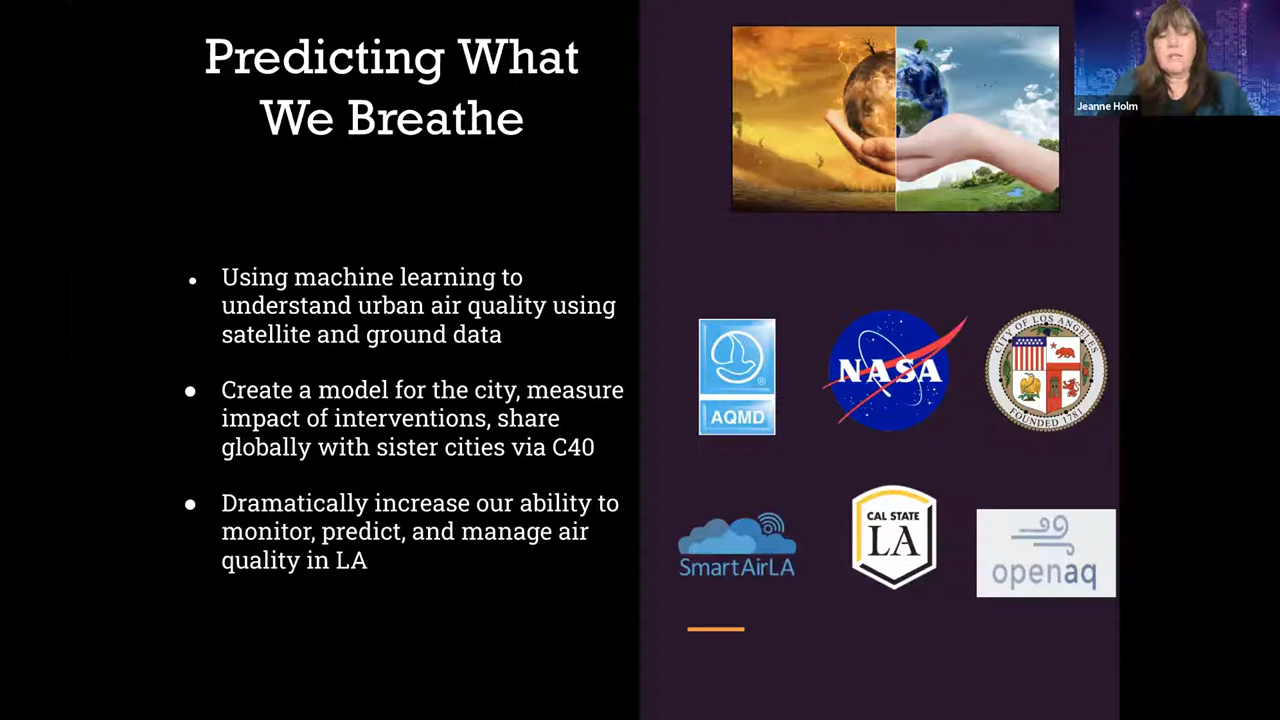 Predicting What
We Breathe
Jeanne Holm
• Using machine learning to
understand urban air quality using
satellite and ground data
• Create a model for the city, measure
impact of interventions, share
globally with sister cities via C40
• Dramatically increase our ability to
monitor, predict, and manage air
quality in LA
AQMD
NASA
CITY OF LOS ANGELES
FOUNDED 1781
SmartAirLA
CAL STATE
LA
openaq